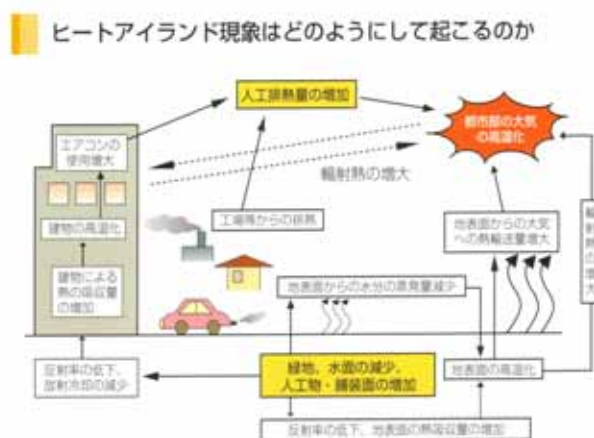 ヒートアイランド現象はどのようにして起こるのか
人工排熱量の増加
都市部の大気
の高温化
エアコンの
使用増大
輻射熱の増大
建物の高温化
工場等からの排熱
地表面からの大気
への熱輸送量増大
輻射熱の増大
建物による
熱の吸収量
の増加
地表面からの水分の蒸発量減少
反射率の低下、
放射冷却の減少
緑地、水面の減少、
人工物・舗装面の増加
地表面の高温化
反射率の低下、地表面の熱吸収量の増加